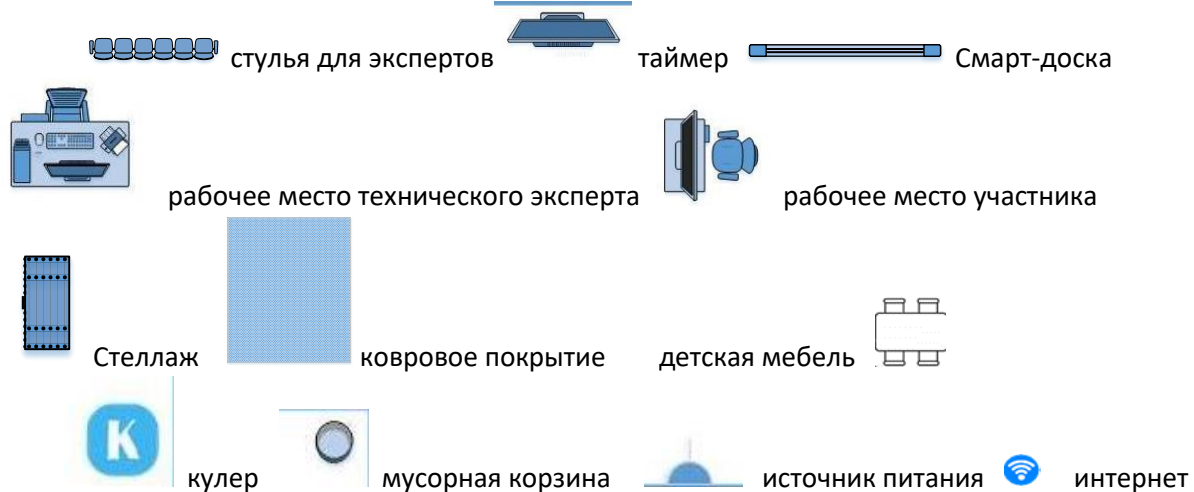 стулья для экспертов таймер Смарт-доска
рабочее место технического эксперта рабочее место участника
Стеллаж ковровое покрытие детская мебель
K кулер мусорная корзина источник питания интернет